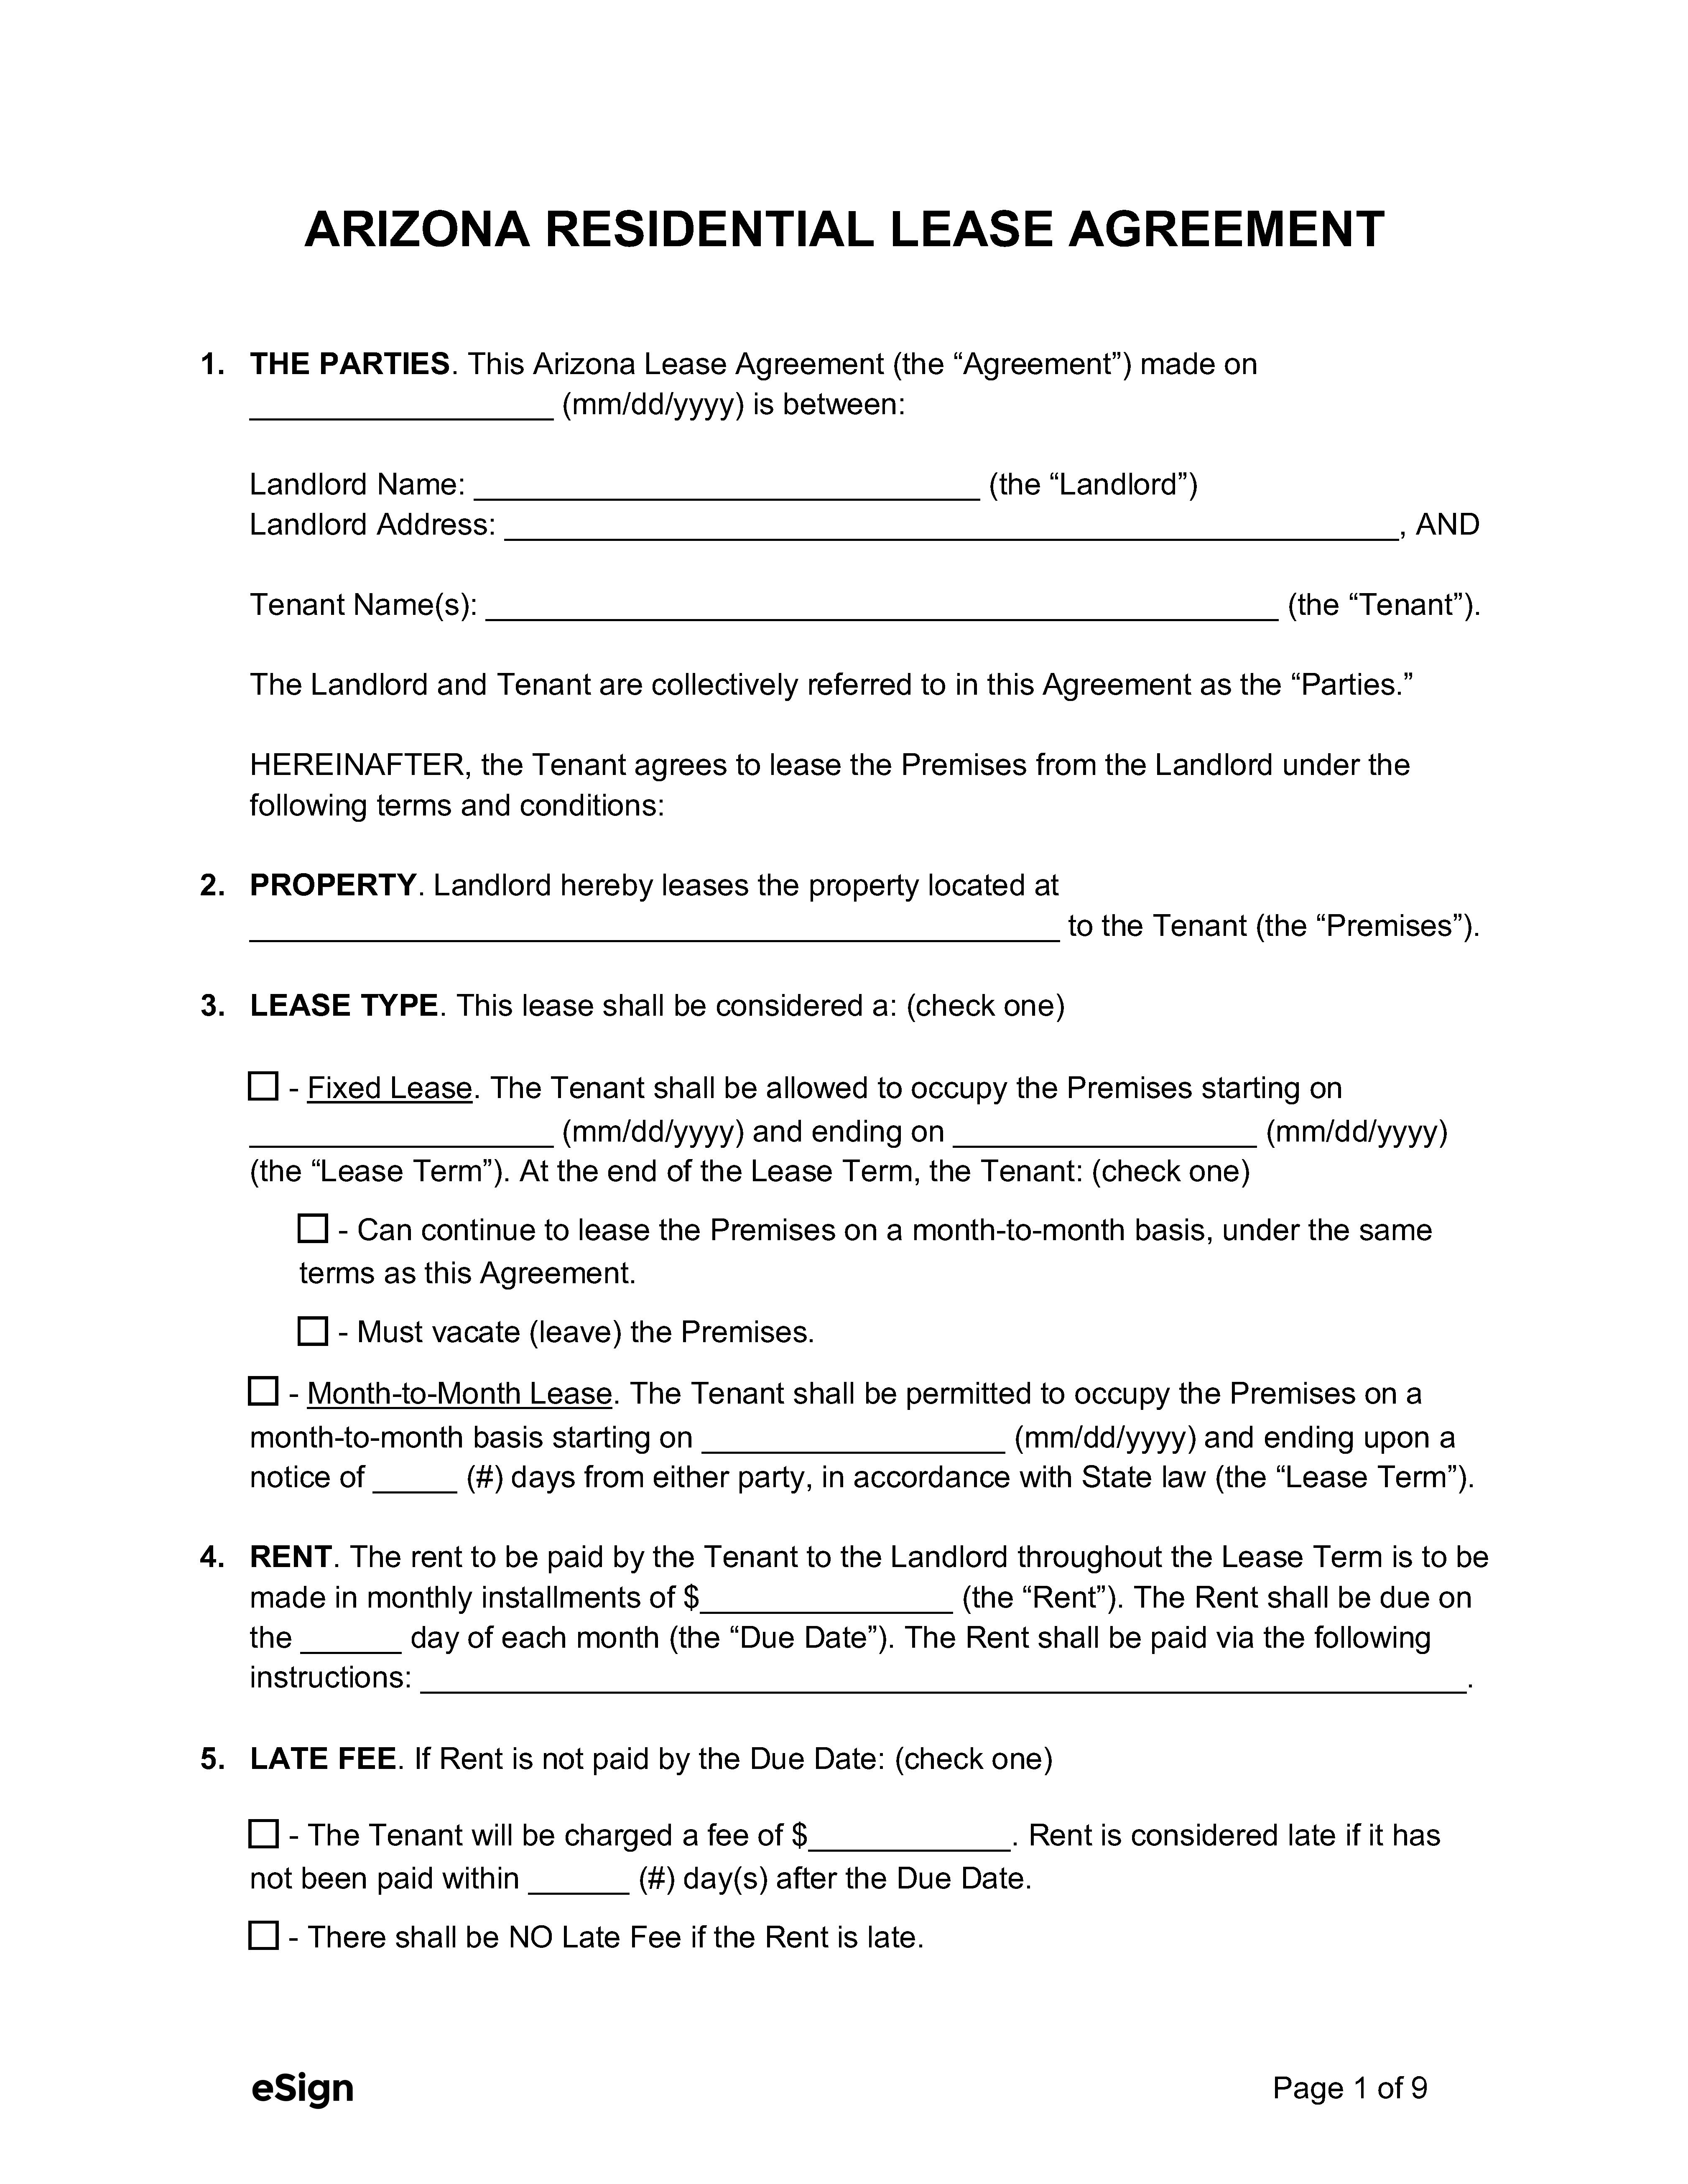 ARIZONA RESIDENTIAL LEASE AGREEMENT
1. THE PARTIES. This Arizona Lease Agreement (the “Agreement”) made on
__________________ (mm/dd/yyyy) is between:
Landlord Name: ______________________________ (the “Landlord”)
Landlord Address: _____________________________________________________, AND
Tenant Name(s): _______________________________________________ (the “Tenant”).
The Landlord and Tenant are collectively referred to in this Agreement as the “Parties.”
HEREINAFTER, the Tenant agrees to lease the Premises from the Landlord under the
following terms and conditions:
2. PROPERTY. Landlord hereby leases the property located at
________________________________________________ to the Tenant (the “Premises”).
3. LEASE TYPE. This lease shall be considered a: (check one)
☐ - Fixed Lease. The Tenant shall be allowed to occupy the Premises starting on
__________________ (mm/dd/yyyy) and ending on __________________ (mm/dd/yyyy)
(the “Lease Term”). At the end of the Lease Term, the Tenant: (check one)
☐ - Can continue to lease the Premises on a month-to-month basis, under the same
terms as this Agreement.
☐ - Must vacate (leave) the Premises.
☐ - Month-to-Month Lease. The Tenant shall be permitted to occupy the Premises on a
month-to-month basis starting on __________________ (mm/dd/yyyy) and ending upon a
notice of _____ (#) days from either party, in accordance with State law (the “Lease Term”).
4. RENT. The rent to be paid by the Tenant to the Landlord throughout the Lease Term is to be
made in monthly installments of $_______________ (the “Rent”). The Rent shall be due on
the ______ day of each month (the “Due Date”). The Rent shall be paid via the following
instructions: ______________________________________________________________.
5. LATE FEE. If Rent is not paid by the Due Date: (check one)
☐ - The Tenant will be charged a fee of $____________. Rent is considered late if it has
not been paid within ______ (#) day(s) after the Due Date.
☐ - There shall be NO Late Fee if the Rent is late.
eSign
Page 1 of 9